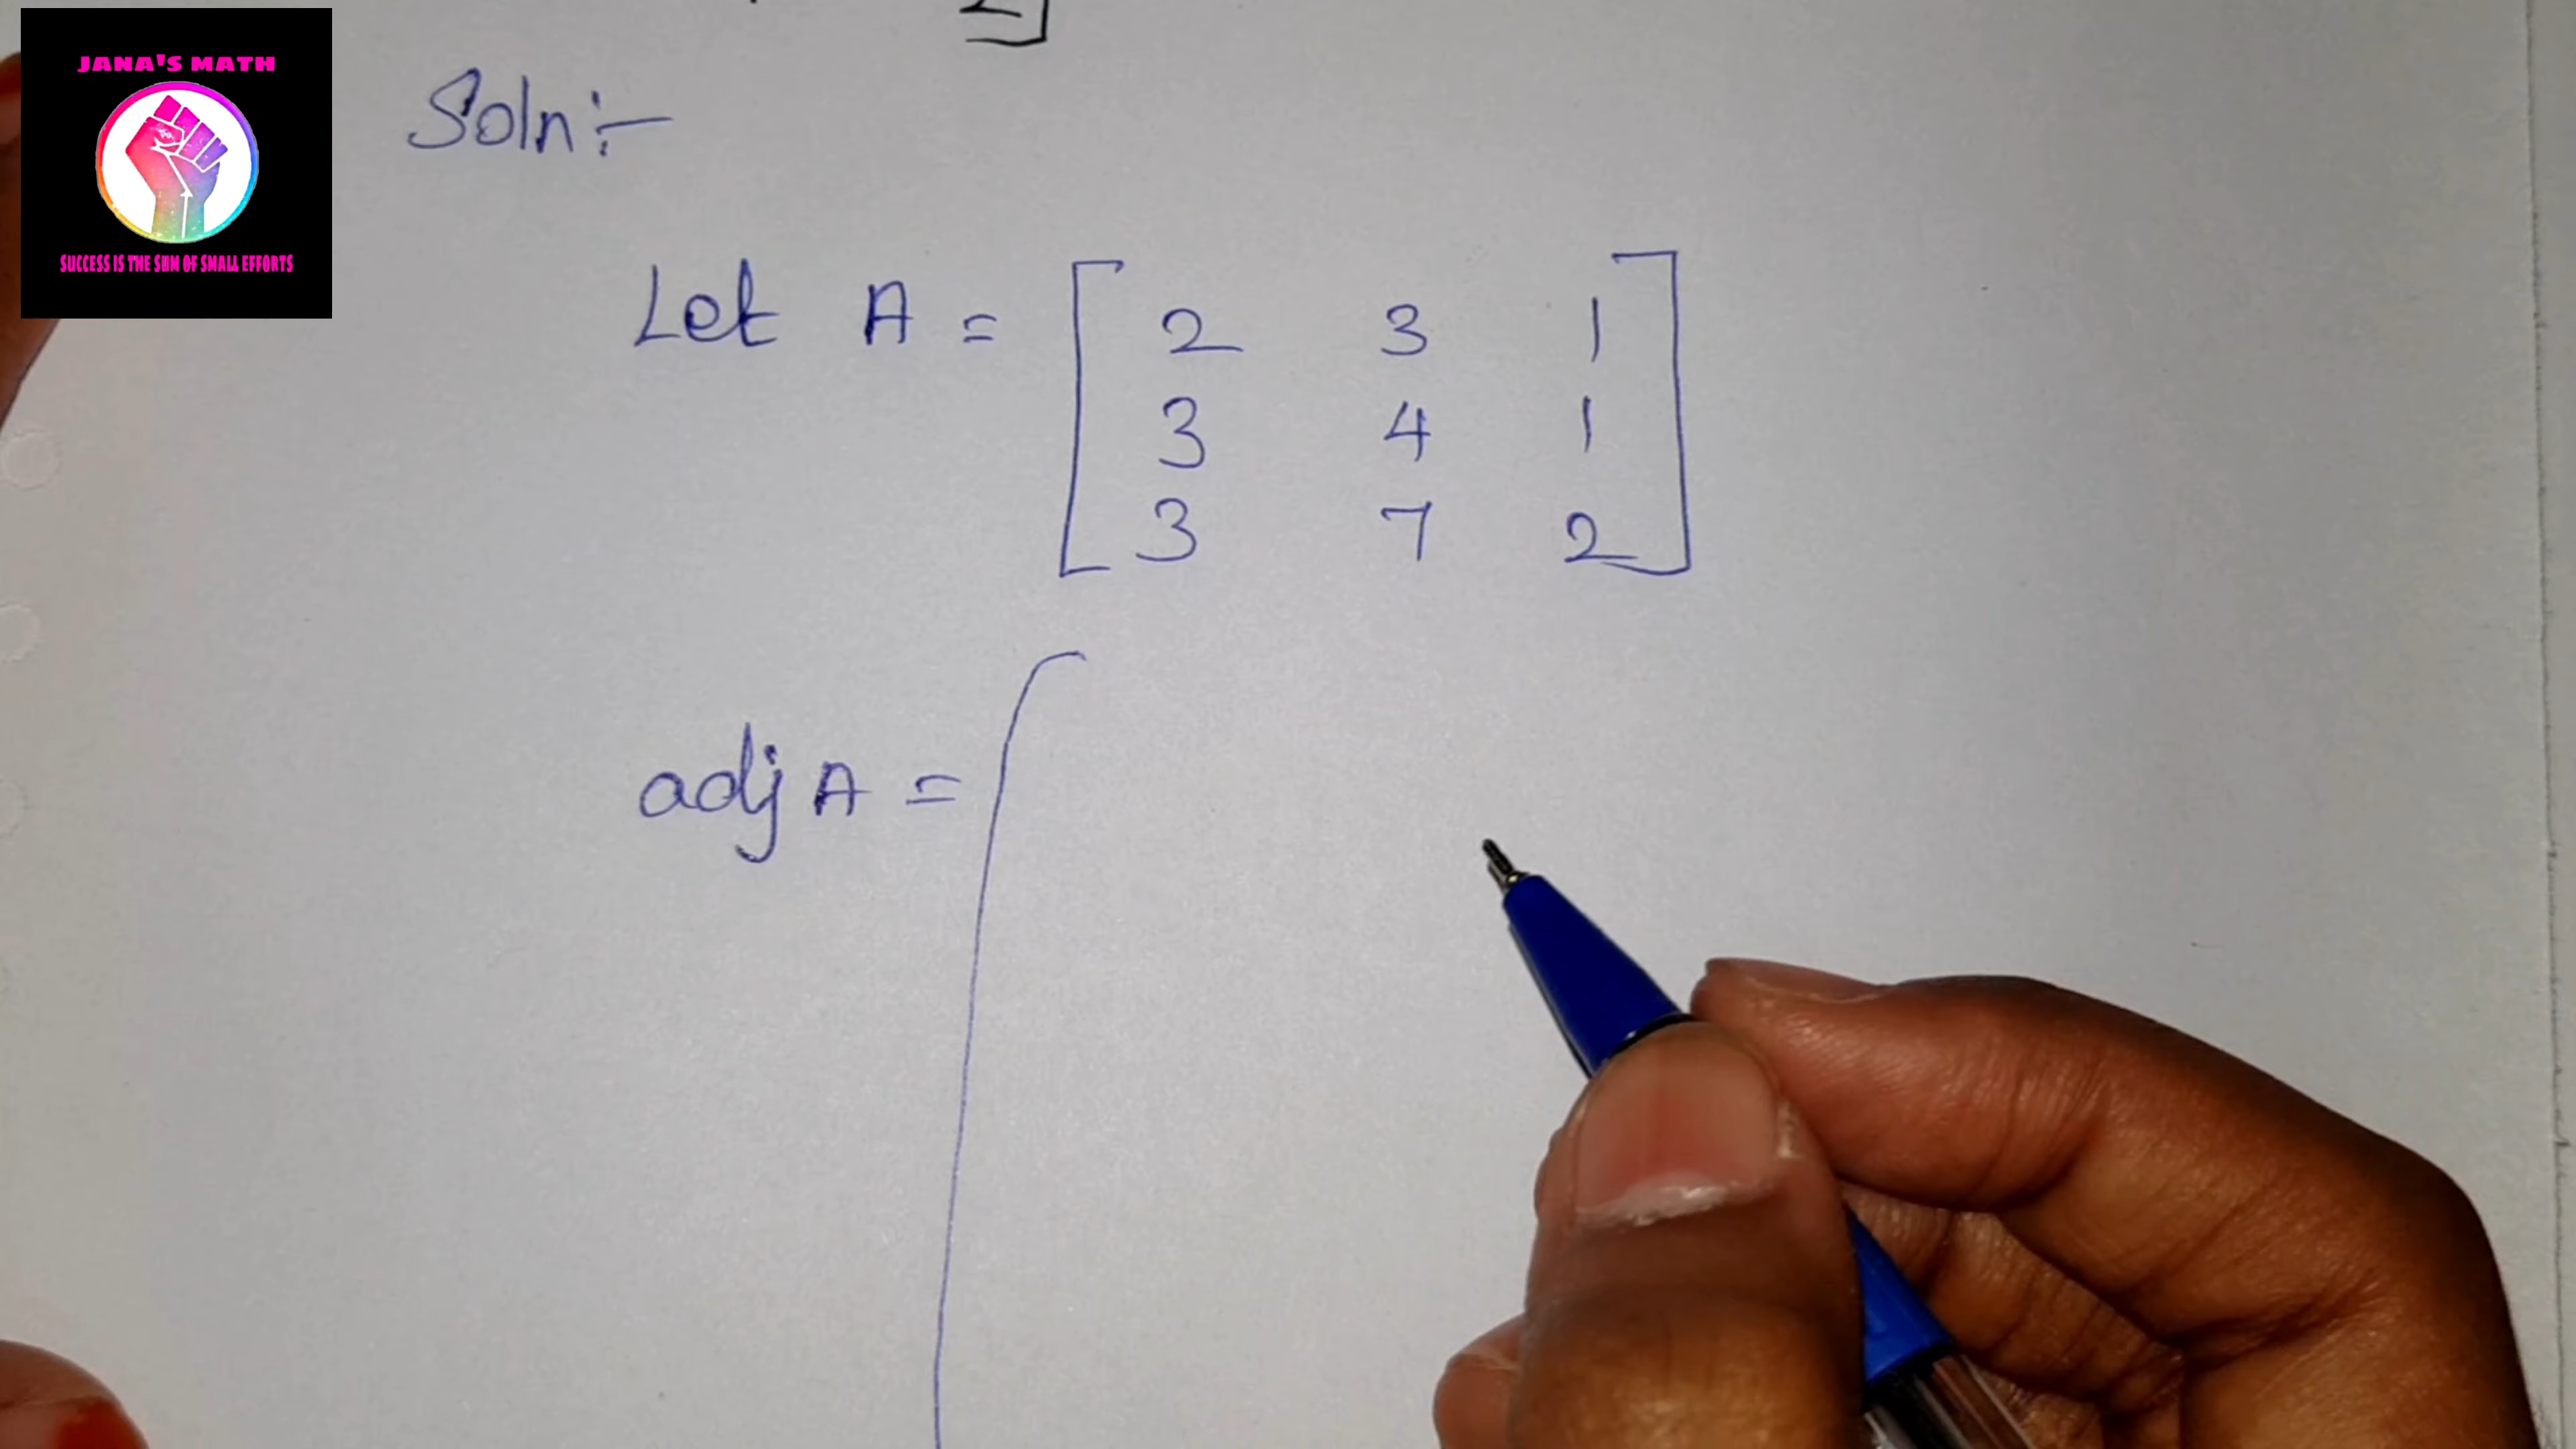 JANA'S MATH
SUCCESS IS THE SUM OF SMALL EFFORTS
Soln:-
Let A = [ 2 3 1
3 4 1
3 7 2 ]
adj A = (